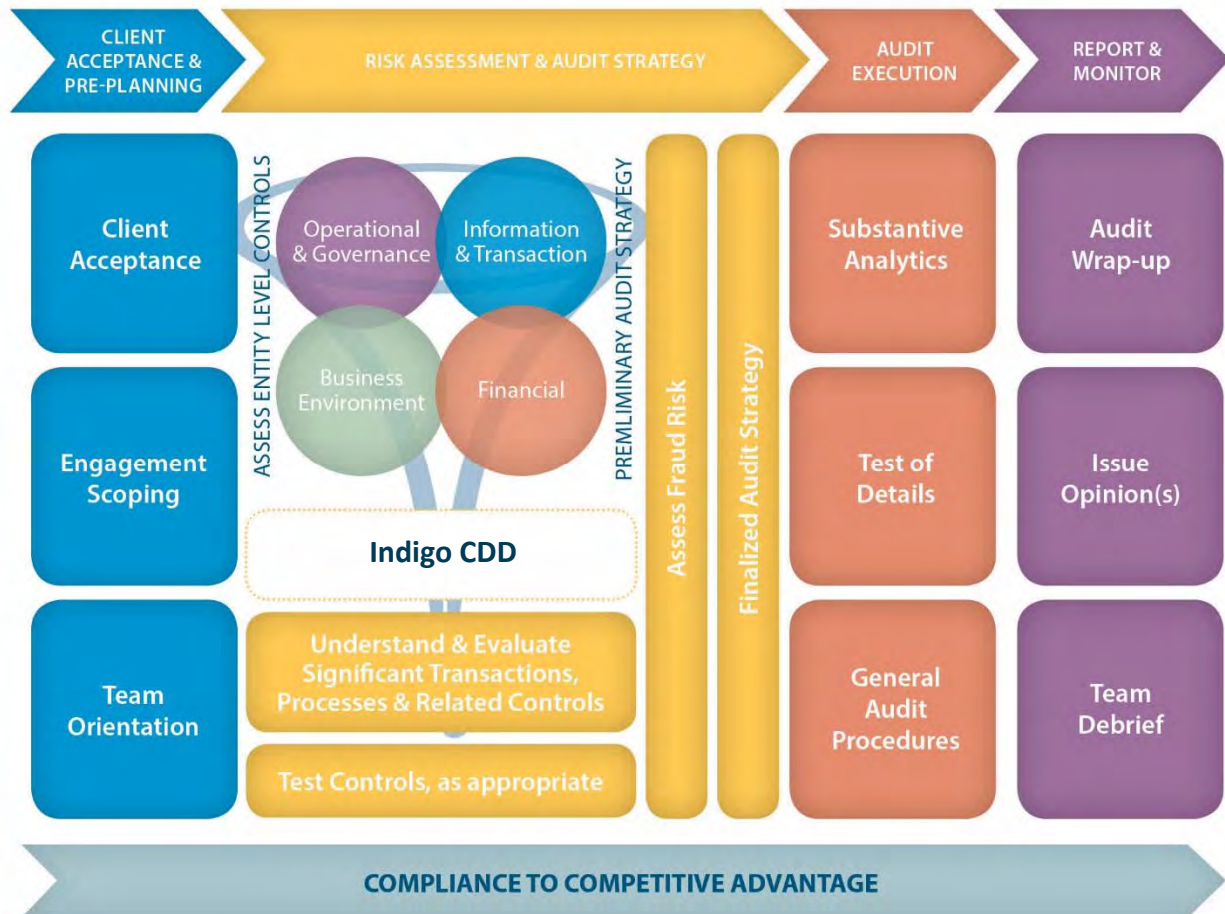 CLIENT
ACCEPTANCE &
PRE-PLANNING
RISK ASSESSMENT & AUDIT STRATEGY
AUDIT
EXECUTION
REPORT &
MONITOR
Client
Acceptance
Engagement
Scoping
Team
Orientation
ASSESS ENTITY LEVEL CONTROLS
Operational
& Governance
Information
& Transaction
Business
Environment
Financial
PREMLIMINARY AUDIT STRATEGY
Indigo CDD
Understand & Evaluate
Significant Transactions,
Processes & Related Controls
Test Controls, as appropriate
Assess Fraud Risk
Finalized Audit Strategy
Substantive
Analytics
Test of
Details
General
Audit
Procedures
Audit
Wrap-up
Issue
Opinion(s)
Team
Debrief
COMPLIANCE TO COMPETITIVE ADVANTAGE